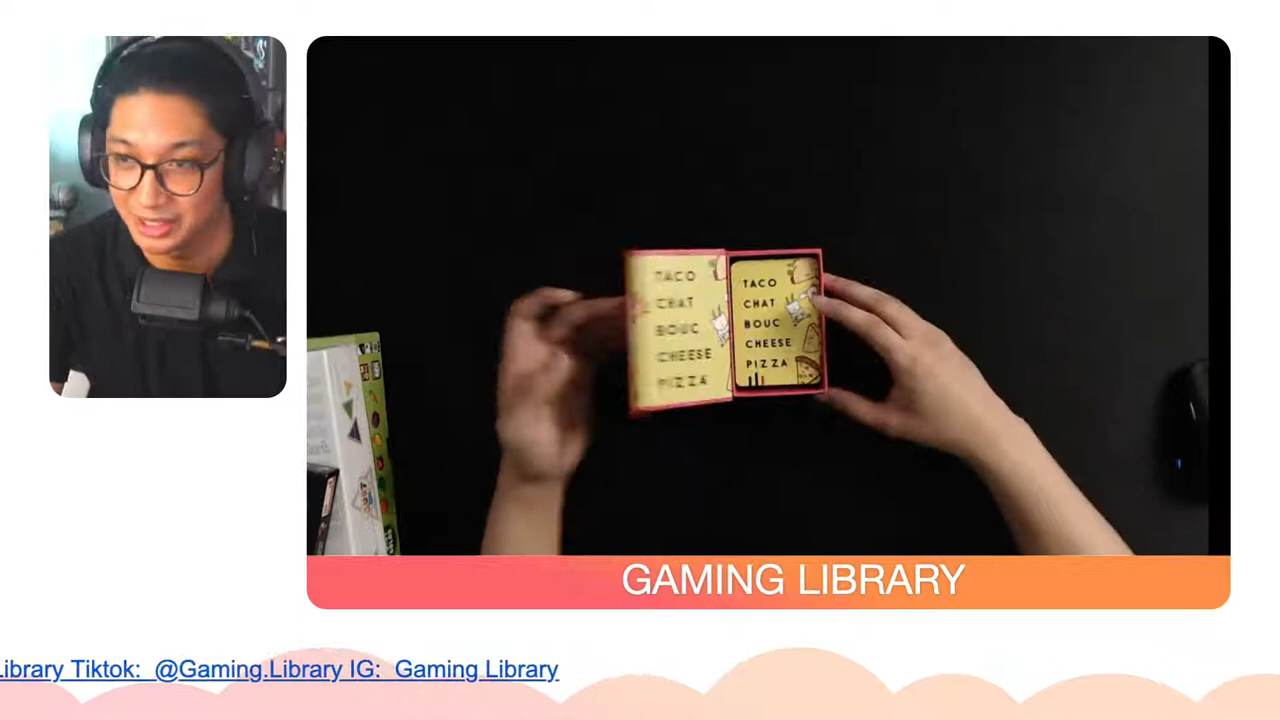 TACO
CHAT
BOUC
CHEESE
PIZZA
TACO
CHAT
BOUC
CHEESE
PIZZA
GAMING LIBRARY
Library Tiktok: @Gaming.Library IG: Gaming Library